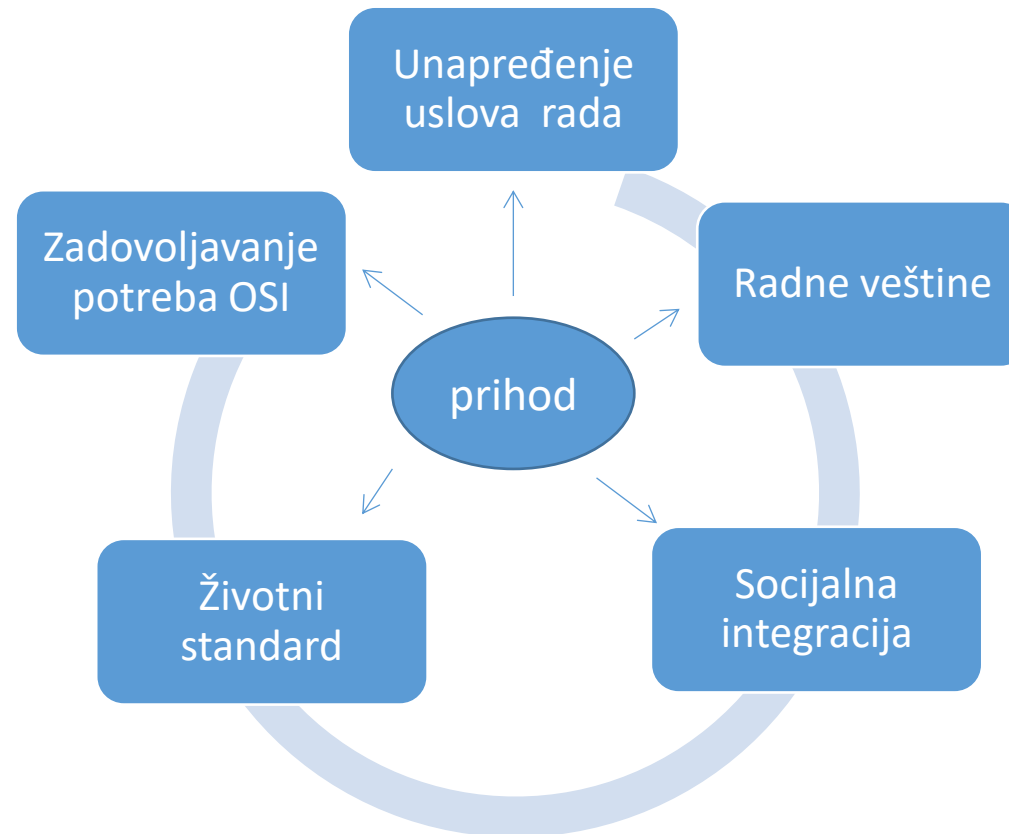 Unapređenje
uslova rada
Zadovoljavanje
potreba OSI
Radne veštine
prihod
Životni
standard
Socijalna
integracija